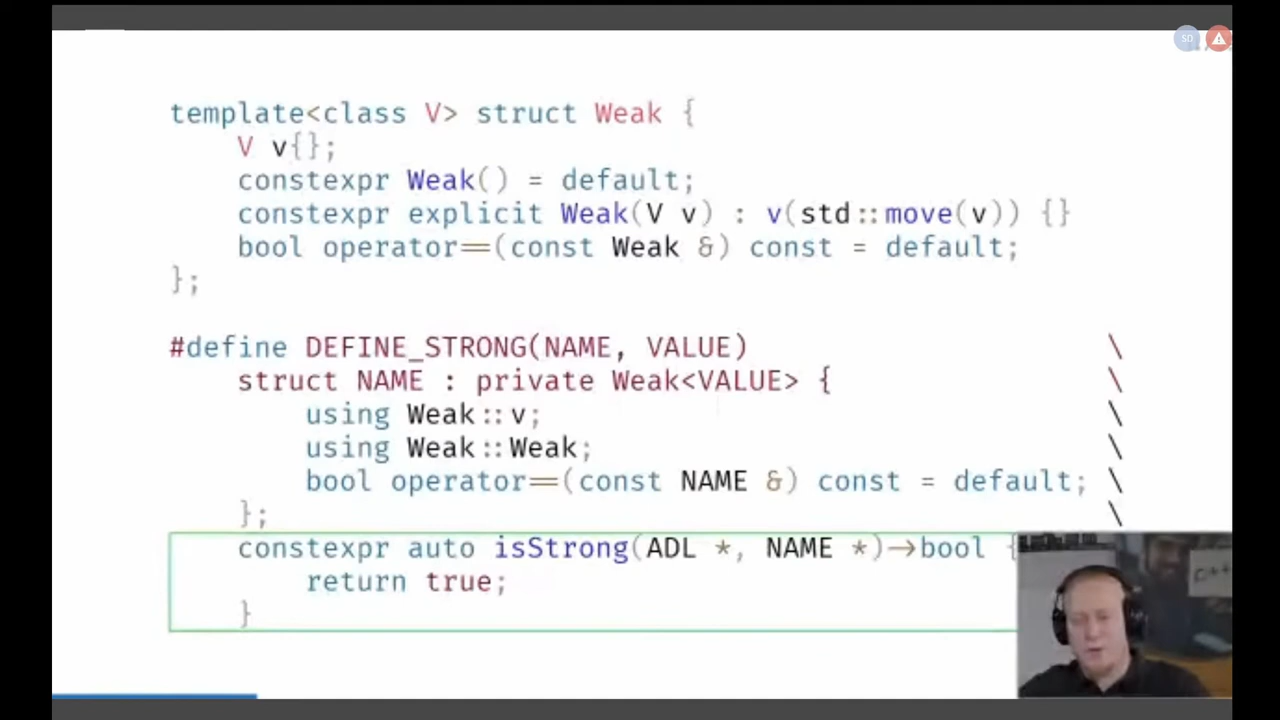 SD
template<class V> struct Weak {
V v{};
constexpr Weak() = default;
constexpr explicit Weak(V v) : v(std::move(v)) {}
bool operator==(const Weak &) const = default;
};
#define DEFINE_STRONG(NAME, VALUE) \
struct NAME : private Weak<VALUE> { \
using Weak::v; \
using Weak::Weak; \
bool operator==(const NAME &) const = default; \
}; \
constexpr auto isStrong(ADL *, NAME *)->bool {
return true;
}
C++